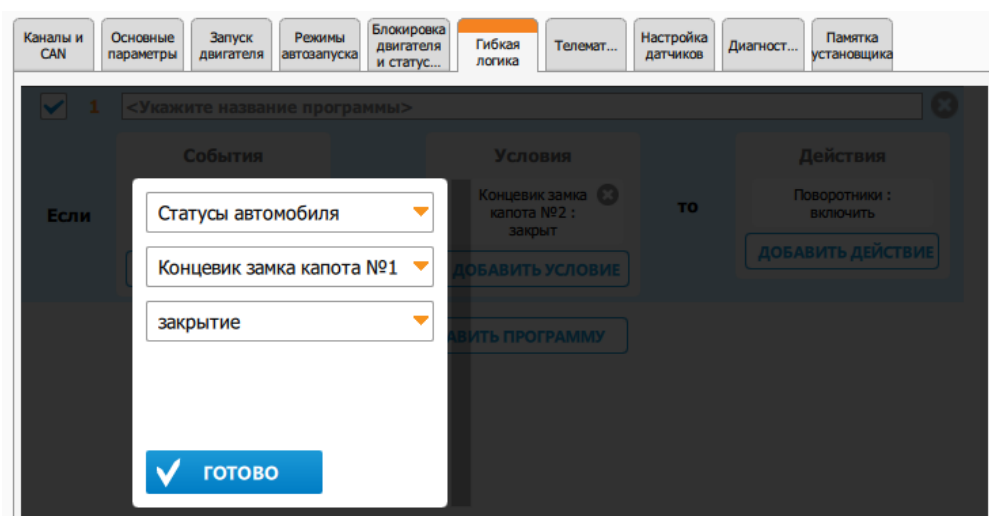 Каналы и
CAN
Основные
параметры
Запуск
двигателя
Режимы
автозапуска
Блокировка
двигателя
и статус...
Гибкая
логика
Телемат...
Настройка
датчиков
Диагност...
Памятка
установщика
1 <Укажите название программы>
События
Условия
Действия
Если
Концевик замка
капота №2 :
закрыт
то
Поворотники :
включить
ДОБАВИТЬ УСЛОВИЕ
ДОБАВИТЬ ДЕЙСТВИЕ
Статусы автомобиля
Концевик замка капота №1
закрытие
АВИТЬ ПРОГРАММУ
ГОТОВО